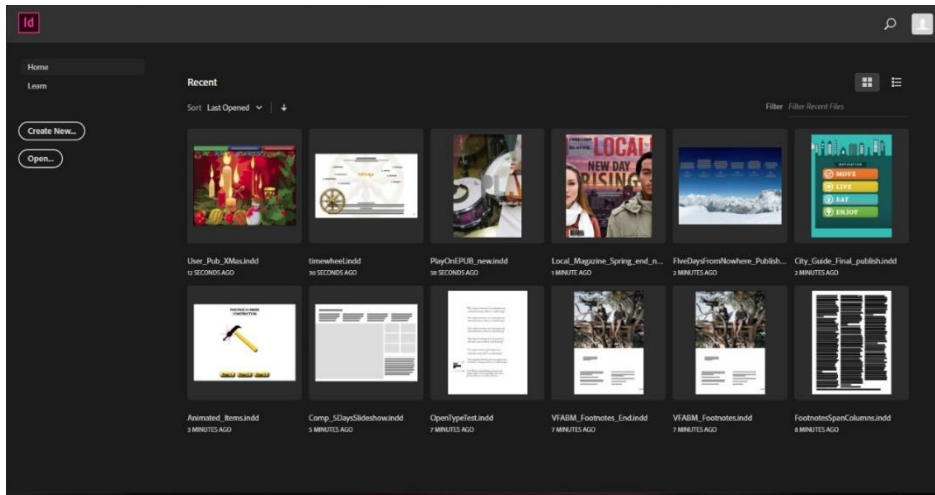 Id
Home
Learn
Create New...
Open...
Recent
Sort Last Opened
Filter Filter Recent Files
LOCAL
NEW DAY
RISING
MOVE
LIVE
EAT
ENJOY
User_Pub_XMas.indd
12 SECONDS AGO
timewheel.indd
30 SECONDS AGO
PlayOnEPUB_new.indd
58 SECONDS AGO
Local_Magazine_Spring_end_n...
1 MINUTE AGO
FiveDaysFromNowhere_Publish...
2 MINUTES AGO
City_Guide_Final_publish.indd
2 MINUTES AGO
Animated_Items.indd
3 MINUTES AGO
Comp_5DaysSlideshow.indd
5 MINUTES AGO
OpenTypeTest.indd
7 MINUTES AGO
VFABM_Footnotes_End.indd
7 MINUTES AGO
VFABM_Footnotes.indd
7 MINUTES AGO
FootnotesSpanColumns.indd
8 MINUTES AGO